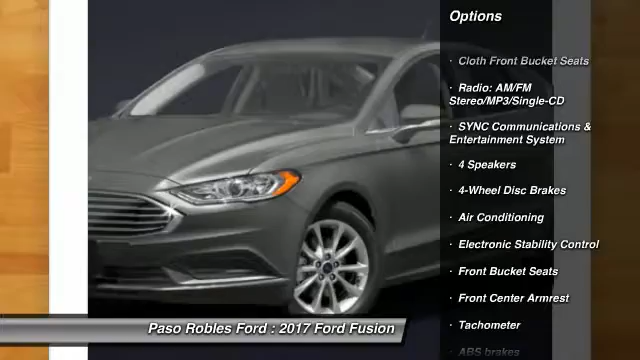 Options
· Cloth Front Bucket Seats
· Radio: AM/FM
Stereo/MP3/Single-CD
· SYNC Communications &
Entertainment System
· 4 Speakers
· 4-Wheel Disc Brakes
· Air Conditioning
· Electronic Stability Control
· Front Bucket Seats
· Front Center Armrest
· Tachometer
· ABS brakes
Paso Robles Ford : 2017 Ford Fusion